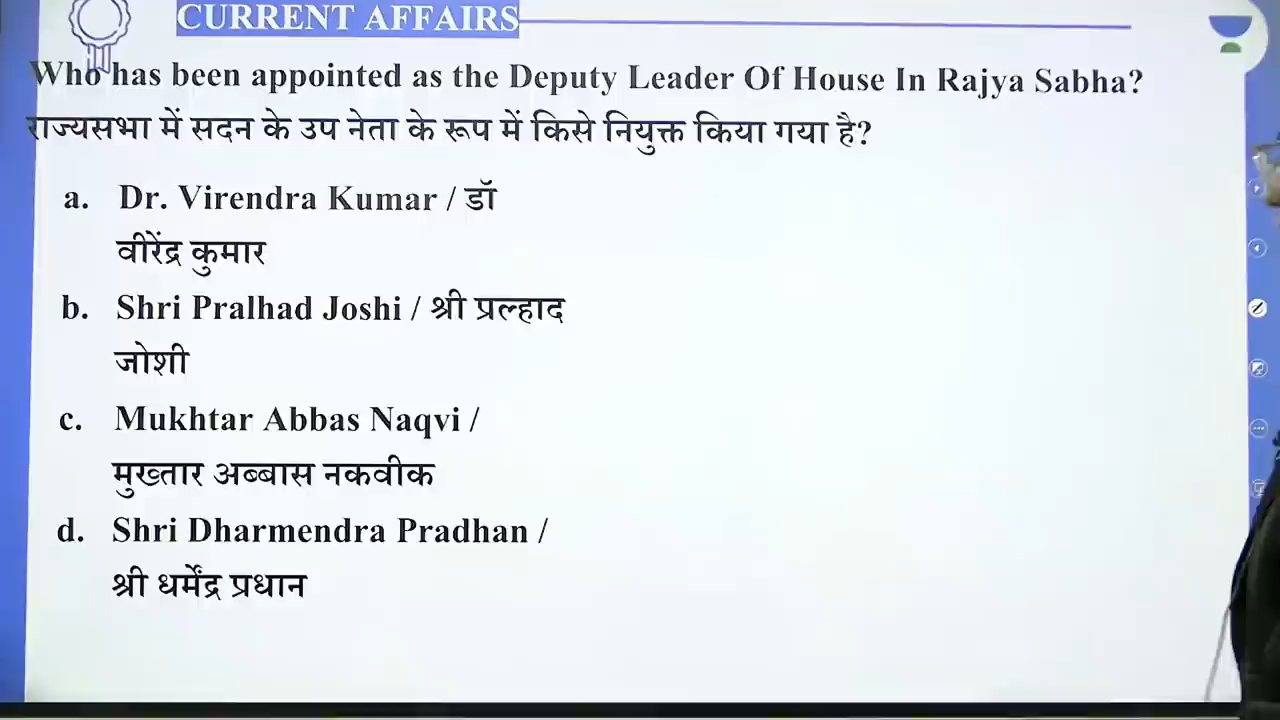 CURRENT AFFAIRS
Who has been appointed as the Deputy Leader Of House In Rajya Sabha?
राज्यसभा में सदन के उप नेता के रूप में किसे नियुक्त किया गया है?
a. Dr. Virendra Kumar / डॉ
वीरेंद्र कुमार
b. Shri Pralhad Joshi / श्री प्रल्हाद
जोशी
c. Mukhtar Abbas Naqvi /
मुख्तार अब्बास नकवीक
d. Shri Dharmendra Pradhan /
श्री धर्मेंद्र प्रधान